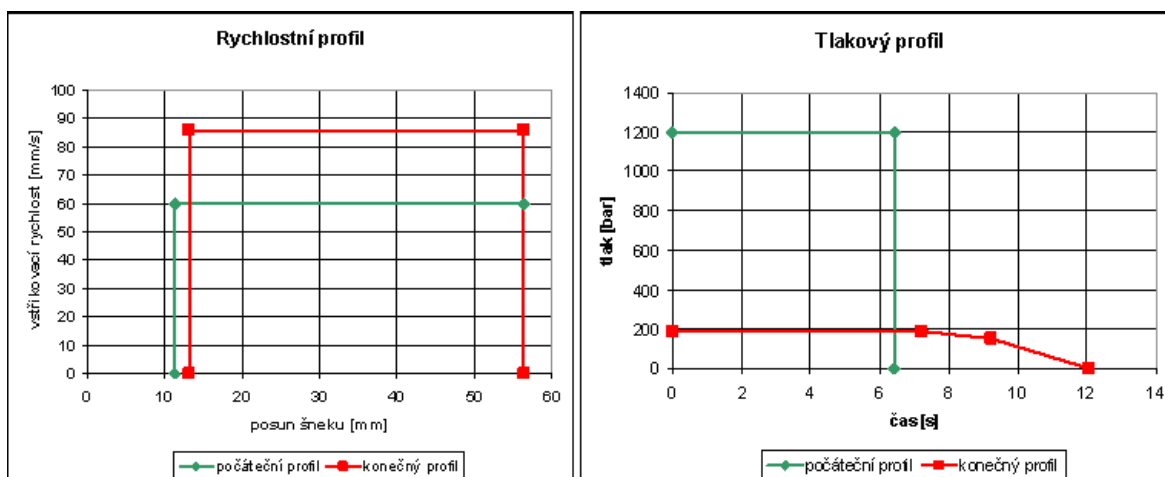 Rychlostní profil
vstřikovací rychlost [mm/s]
100
90
80
70
60
50
40
30
20
10
0
0 10 20 30 40 50 60
posun šneku [mm]
počáteční profil konečný profil
Tlakový profil
tlak [bar]
1400
1200
1000
800
600
400
200
0
0 2 4 6 8 10 12 14
čas [s]
počáteční profil konečný profil